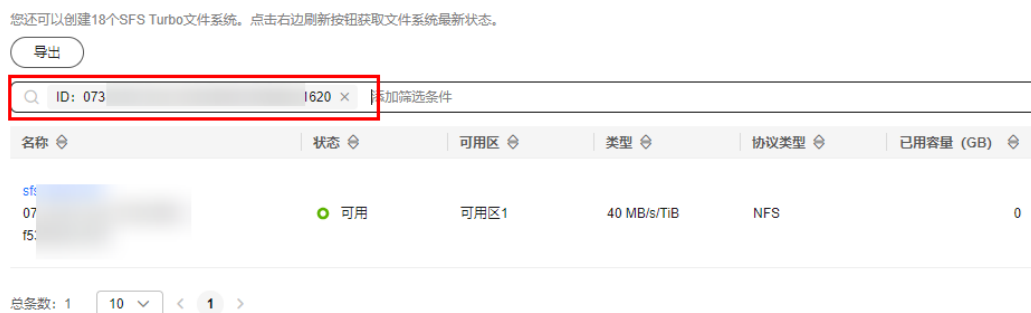 您还可以创建18个SFS Turbo文件系统。点击右边刷新按钮获取文件系统最新状态。
导出
ID: 073 1620 × 添加筛选条件
名称 状态 可用区 类型 协议类型 已用容量 (GB)
sfs
07 可用 可用区1 40 MB/s/TiB NFS 0
f5
总条数: 1 10 < 1 >